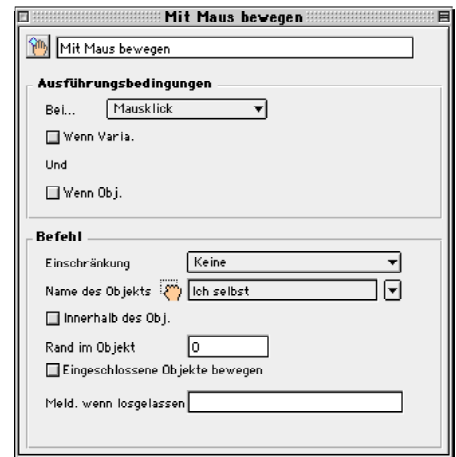 Mit Maus bewegen
Mit Maus bewegen
Ausführungsbedingungen
Bei... Mausklick
Wenn Varia.
Und
Wenn Obj.
Befehl
Einschränkung Keine
Name des Objekts Ich selbst
Innerhalb des Obj.
Rand im Objekt 0
Eingeschlossene Objekte bewegen
Meld. wenn losgelassen